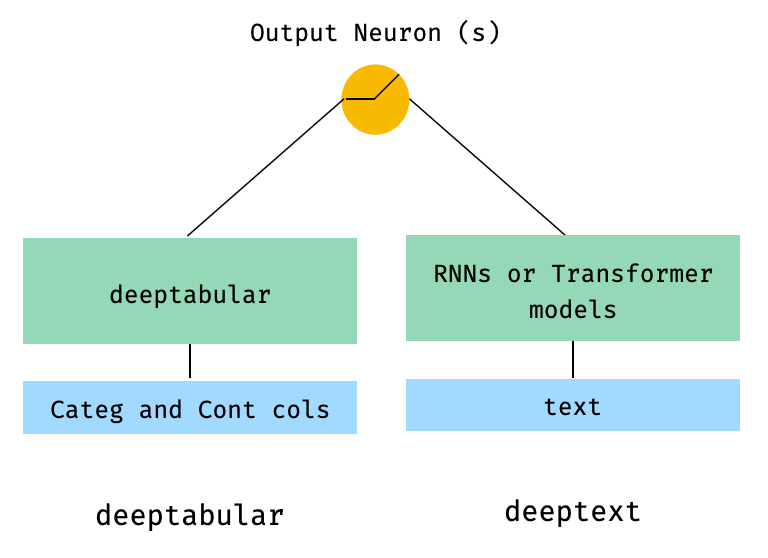 Output Neuron (s)
deeptabular
RNNs or Transformer
models
Categ and Cont cols
text
deeptabular
deeptext